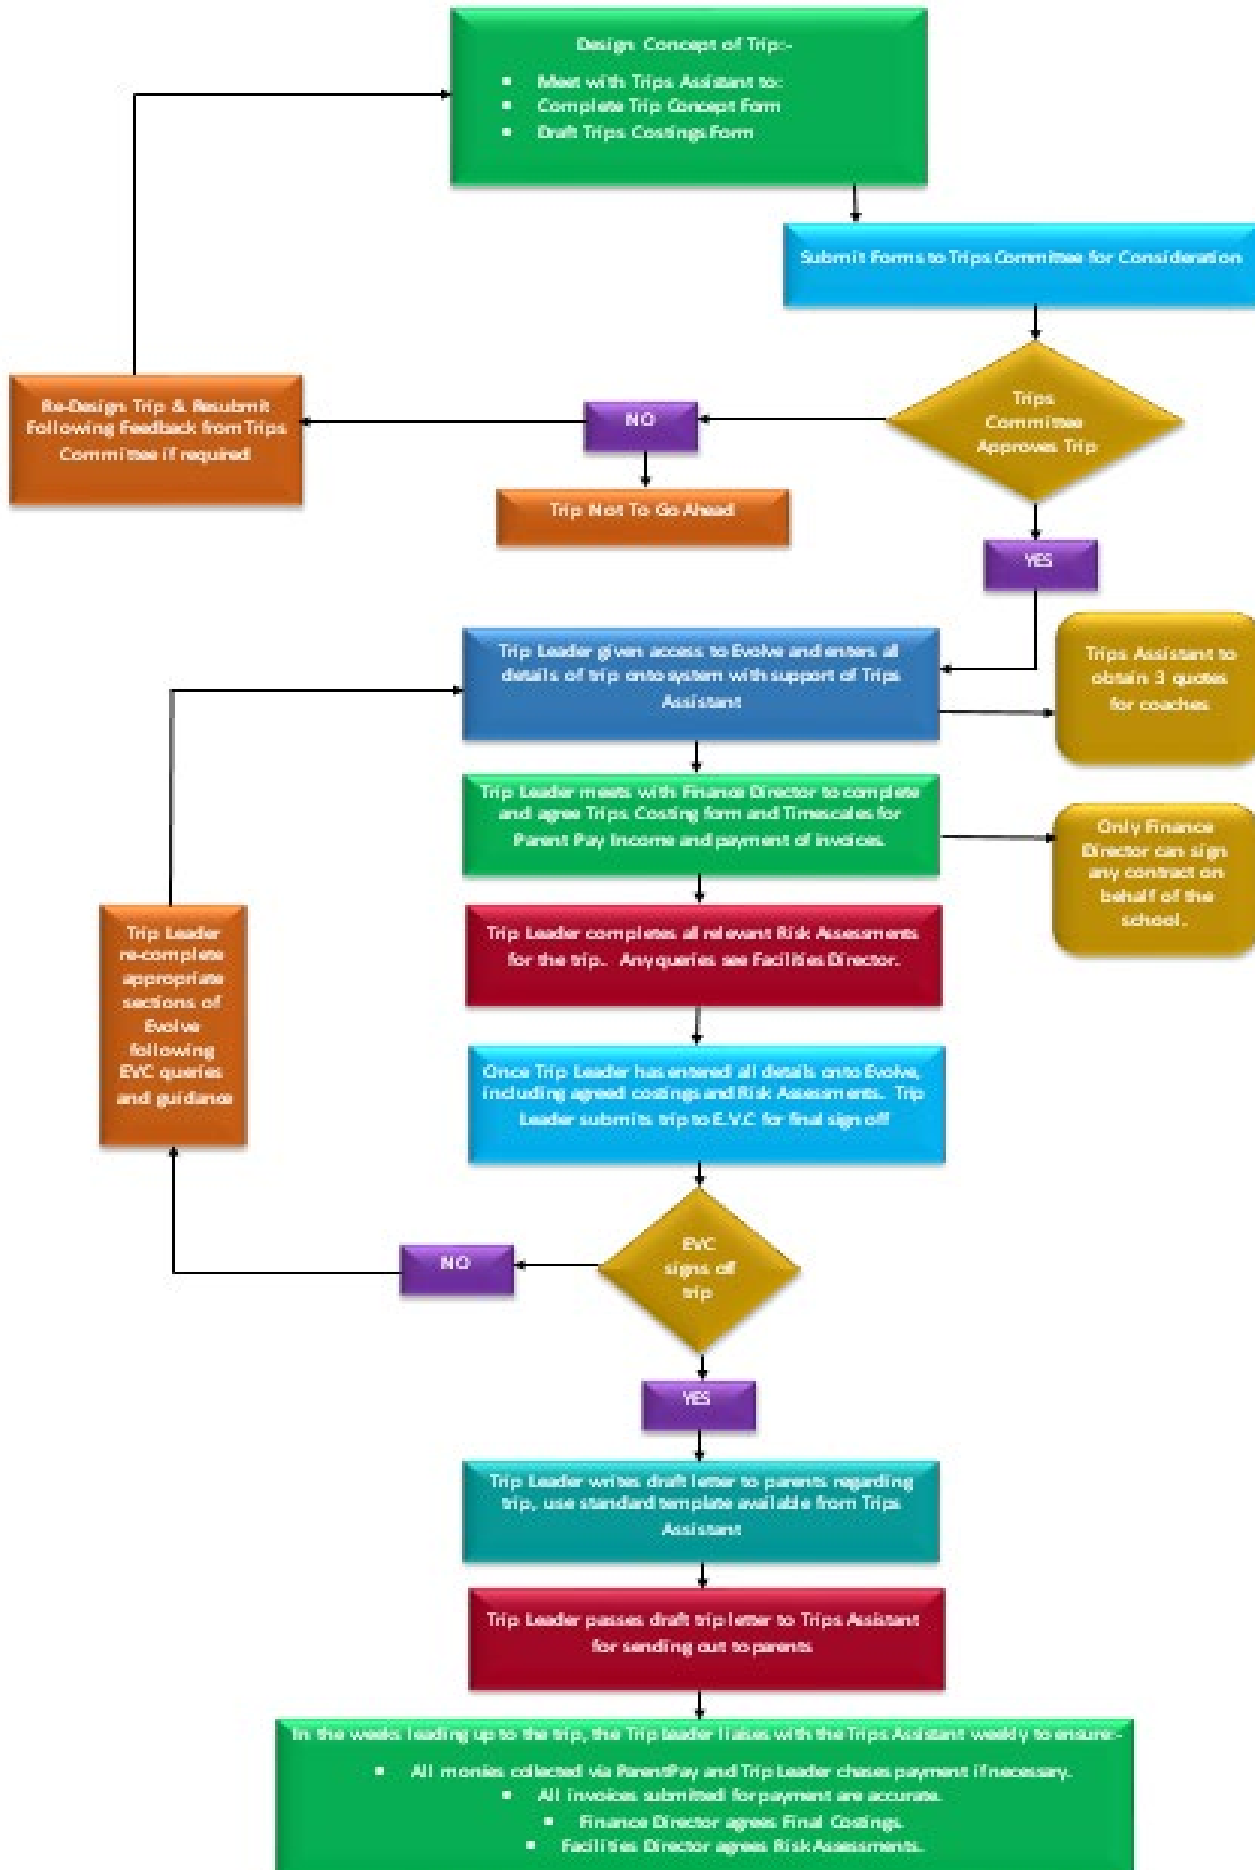 Design Concept of Trip:-
▪ Meet with Trips Assistant to:
▪ Complete Trip Concept Form
▪ Draft Trips Costings Form
Submit Forms to Trips Committee for Consideration
Trips
Committee
Approves Trip
NO
Re-Design Trip & Resubmit
Following Feedback from Trips
Committee if required
Trip Not To Go Ahead
YES
Trip Leader given access to Evolve and enters all
details of trip onto system with support of Trips
Assistant
Trips Assistant to
obtain 3 quotes
for coaches
Trip Leader meets with Finance Director to complete
and agree Trips Costing form and Timescales for
Parent Pay Income and payment of invoices.
Only Finance
Director can sign
any contract on
behalf of the
school.
Trip Leader completes all relevant Risk Assessments
for the trip. Any queries see Facilities Director.
Trip Leader
re-complete
appropriate
sections of
Evolve
following
EVC queries
and guidance
Once Trip Leader has entered all details onto Evolve,
including agreed costings and Risk Assessments. Trip
Leader submits trip to E.V.C for final sign off
EVC
signs of
trip
NO
YES
Trip Leader writes draft letter to parents regarding
trip, use standard template available from Trips
Assistant
Trip Leader passes draft trip letter to Trips Assistant
for sending out to parents
In the weeks leading up to the trip, the Trip leader liaises with the Trips Assistant weekly to ensure:-
▪ All monies collected via ParentPay and Trip Leader chases payment if necessary.
▪ All invoices submitted for payment are accurate.
▪ Finance Director agrees Final Costings.
▪ Facilities Director agrees Risk Assessments.